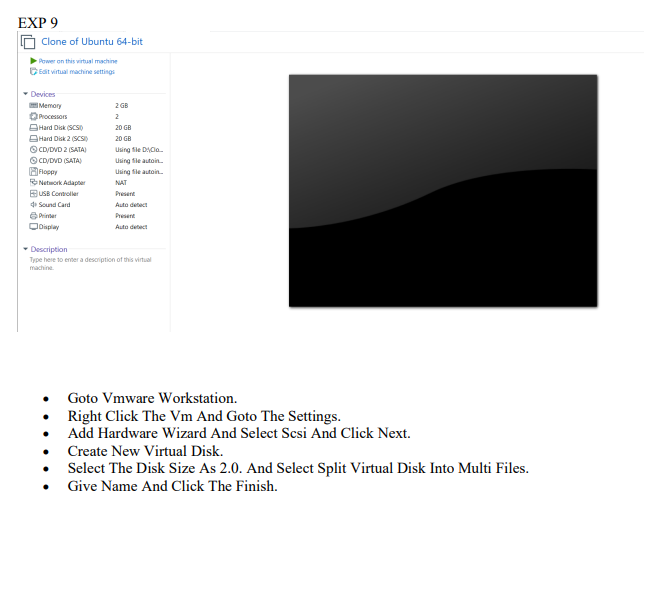 EXP 9
Clone of Ubuntu 64-bit
Power on this virtual machine
Edit virtual machine settings
Devices
Memory 2 GB
Processors 2
Hard Disk (SCSI) 20 GB
Hard Disk 2 (SCSI) 20 GB
CD/DVD 2 (SATA) Using file D:\Clo...
CD/DVD (SATA) Using file autoin...
Floppy Using file autoin...
Network Adapter NAT
USB Controller Present
Sound Card Auto detect
Printer Present
Display Auto detect
Description
Type here to enter a description of this virtual
machine.
• Goto Vmware Workstation.
• Right Click The Vm And Goto The Settings.
• Add Hardware Wizard And Select Scsi And Click Next.
• Create New Virtual Disk.
• Select The Disk Size As 2.0. And Select Split Virtual Disk Into Multi Files.
• Give Name And Click The Finish.